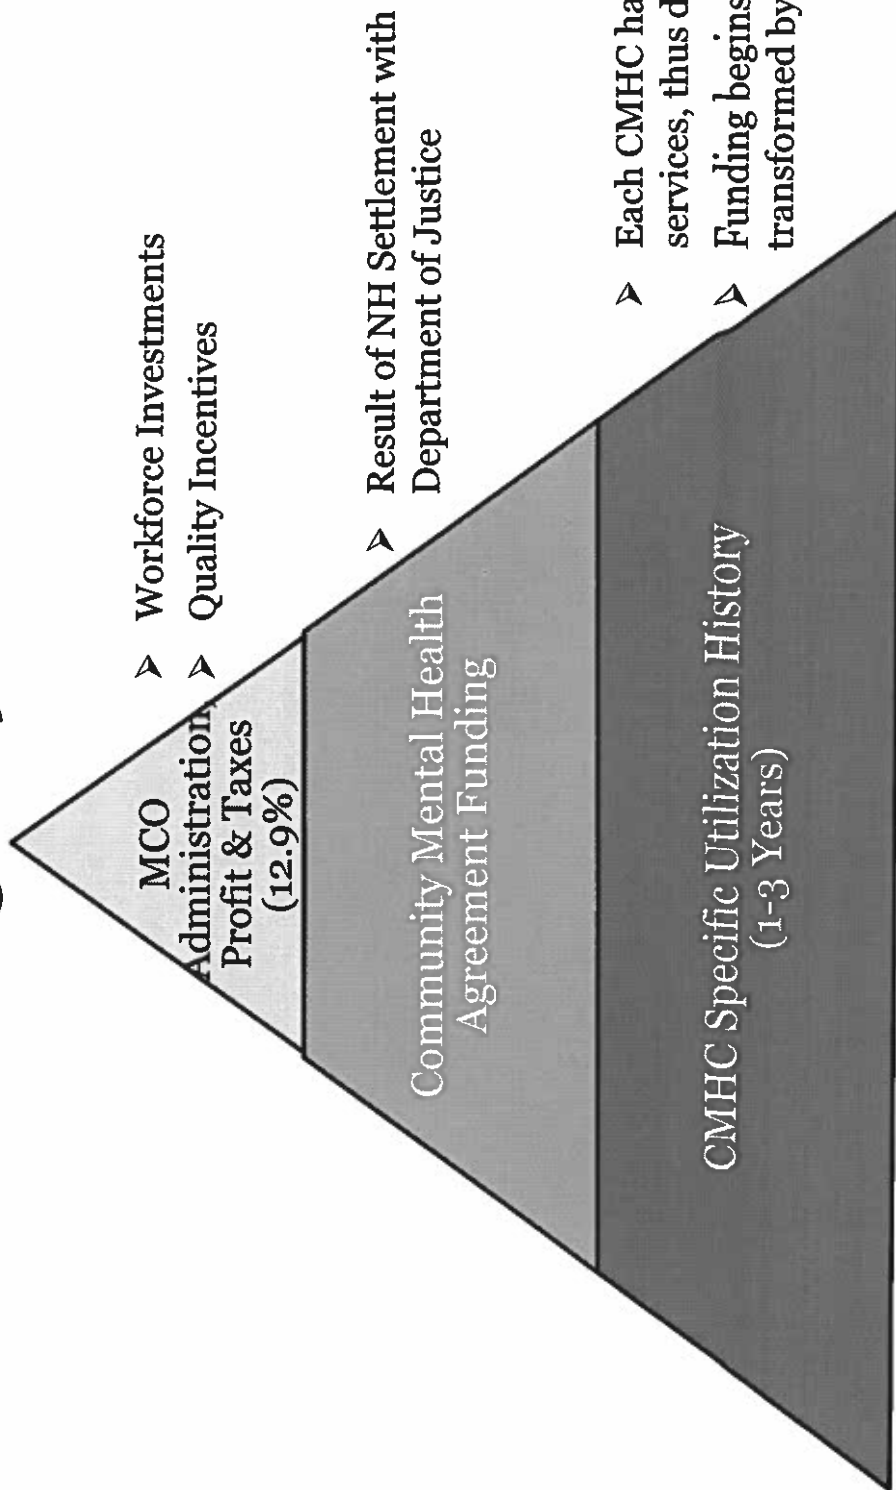 MCO
Administration,
Profit & Taxes
(12.9%)
➢ Workforce Investments
➢ Quality Incentives
Community Mental Health
Agreement Funding
➢ Result of NH Settlement with
Department of Justice
CMHC Specific Utilization History
(1-3 Years)
➢ Each CMHC
services, thus
➢ Funding begins
transformed by